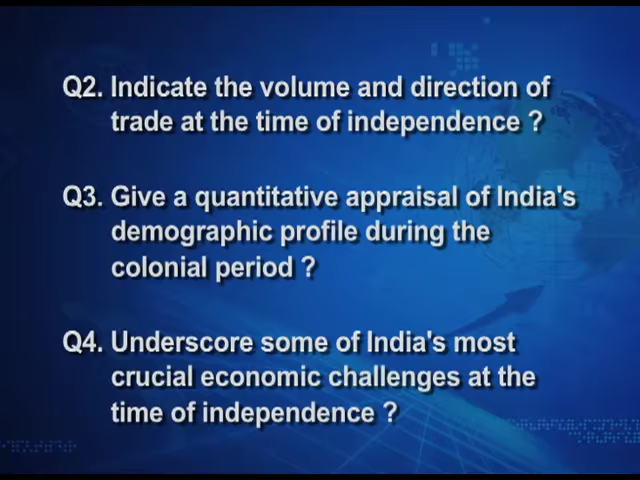 Q2. Indicate the volume and direction of
trade at the time of independence ?
Q3. Give a quantitative appraisal of India's
demographic profile during the
colonial period ?
Q4. Underscore some of India's most
crucial economic challenges at the
time of independence ?